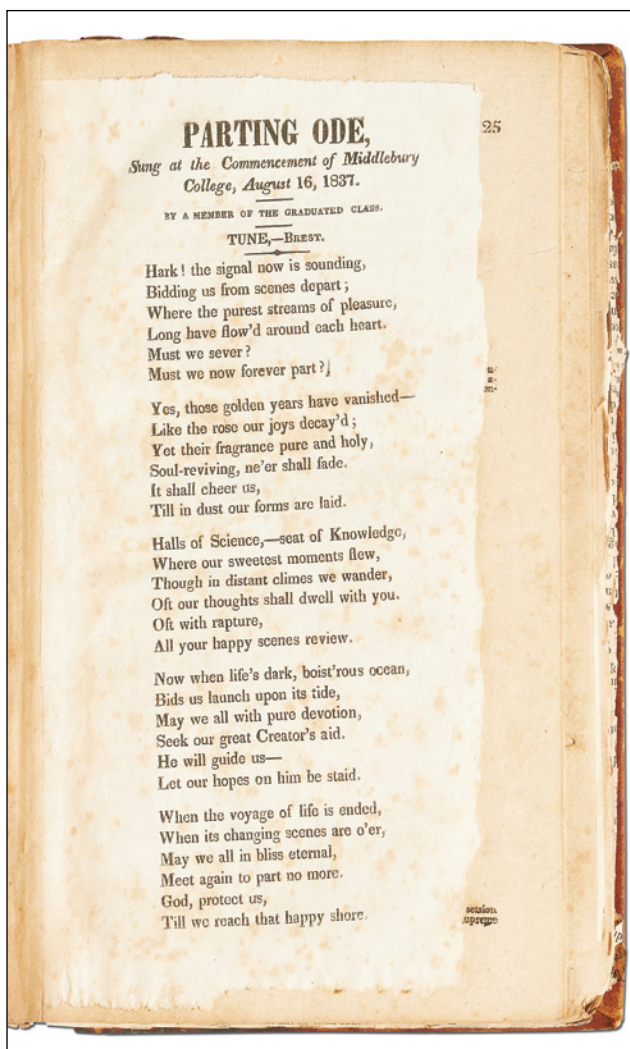 PARTING ODE,
25
Sung at the Commencement of Middlebury
College, August 16, 1837.
BY A MEMBER OF THE GRADUATED CLASS.
TUNE,—BREST.
Hark! the signal now is sounding,
Bidding us from scenes depart;
Where the purest streams of pleasure,
Long have flow'd around each heart.
Must we sever?
Must we now forever part?
Yes, those golden years have vanished—
Like the rose our joys decay'd;
Yet their fragrance pure and holy,
Soul-reviving, ne'er shall fade.
It shall cheer us,
Till in dust our forms are laid.
Halls of Science,—seat of Knowledge,
Where our sweetest moments flew,
Though in distant climes we wander,
Oft our thoughts shall dwell with you.
Oft with rapture,
All your happy scenes review.
Now when life's dark, boist'rous ocean,
Bids us launch upon its tide,
May we all with pure devotion,
Seek our great Creator's aid.
He will guide us—
Let our hopes on him be staid.
When the voyage of life is ended,
When its changing scenes are o'er,
May we all in bliss eternal,
Meet again to part no more.
God, protect us,
Till we reach that happy shore.
session
upreme